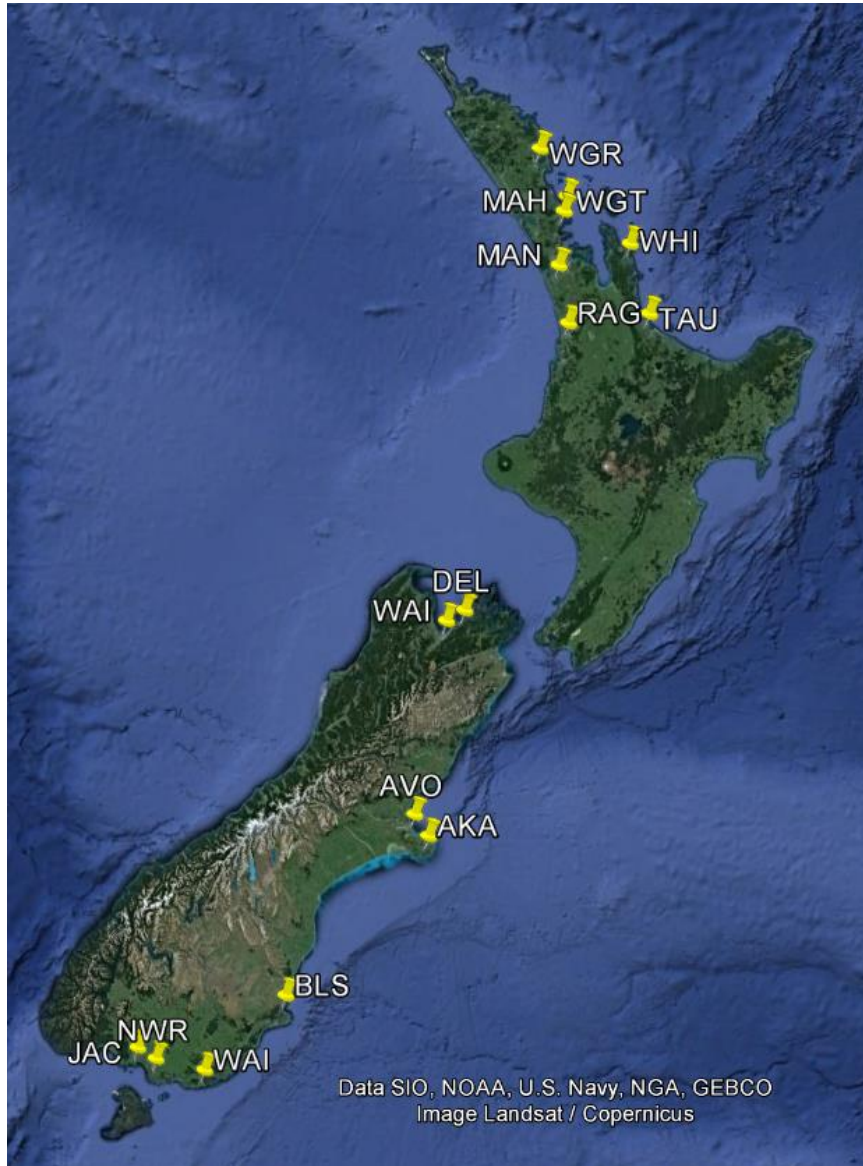 WGR
MAH WGT
WHI
MAN
RAG
TAU
DEL
WAI
AVO
AKA
BLS
NWR
JAC
WAI
Data SIO, NOAA, U.S. Navy, NGA, GEBCO
Image Landsat / Copernicus